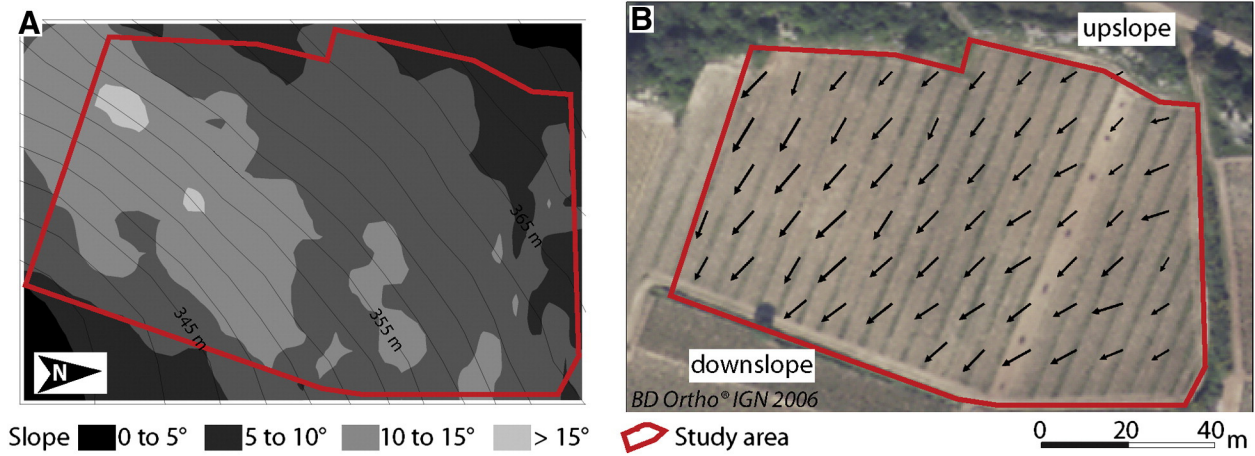 A
B
upslope
365 m
355 m
345 m
N
downslope
BD Ortho® IGN 2006
Slope 0 to 5° 5 to 10° 10 to 15° > 15° Study area
0 20 40 m